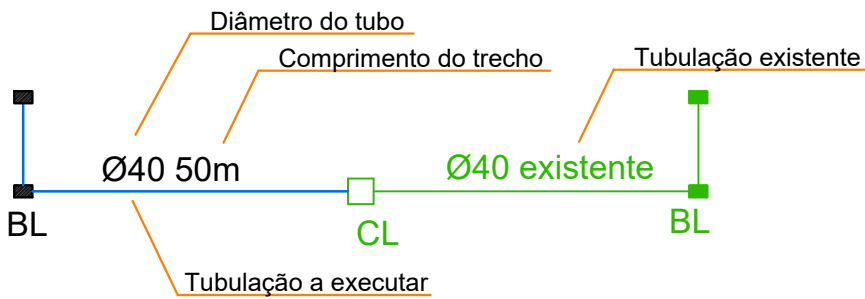 Diâmetro do tubo
Comprimento do trecho
Tubulação existente
Ø40 50m
Ø40 existente
BL
CL
BL
Tubulação a executar